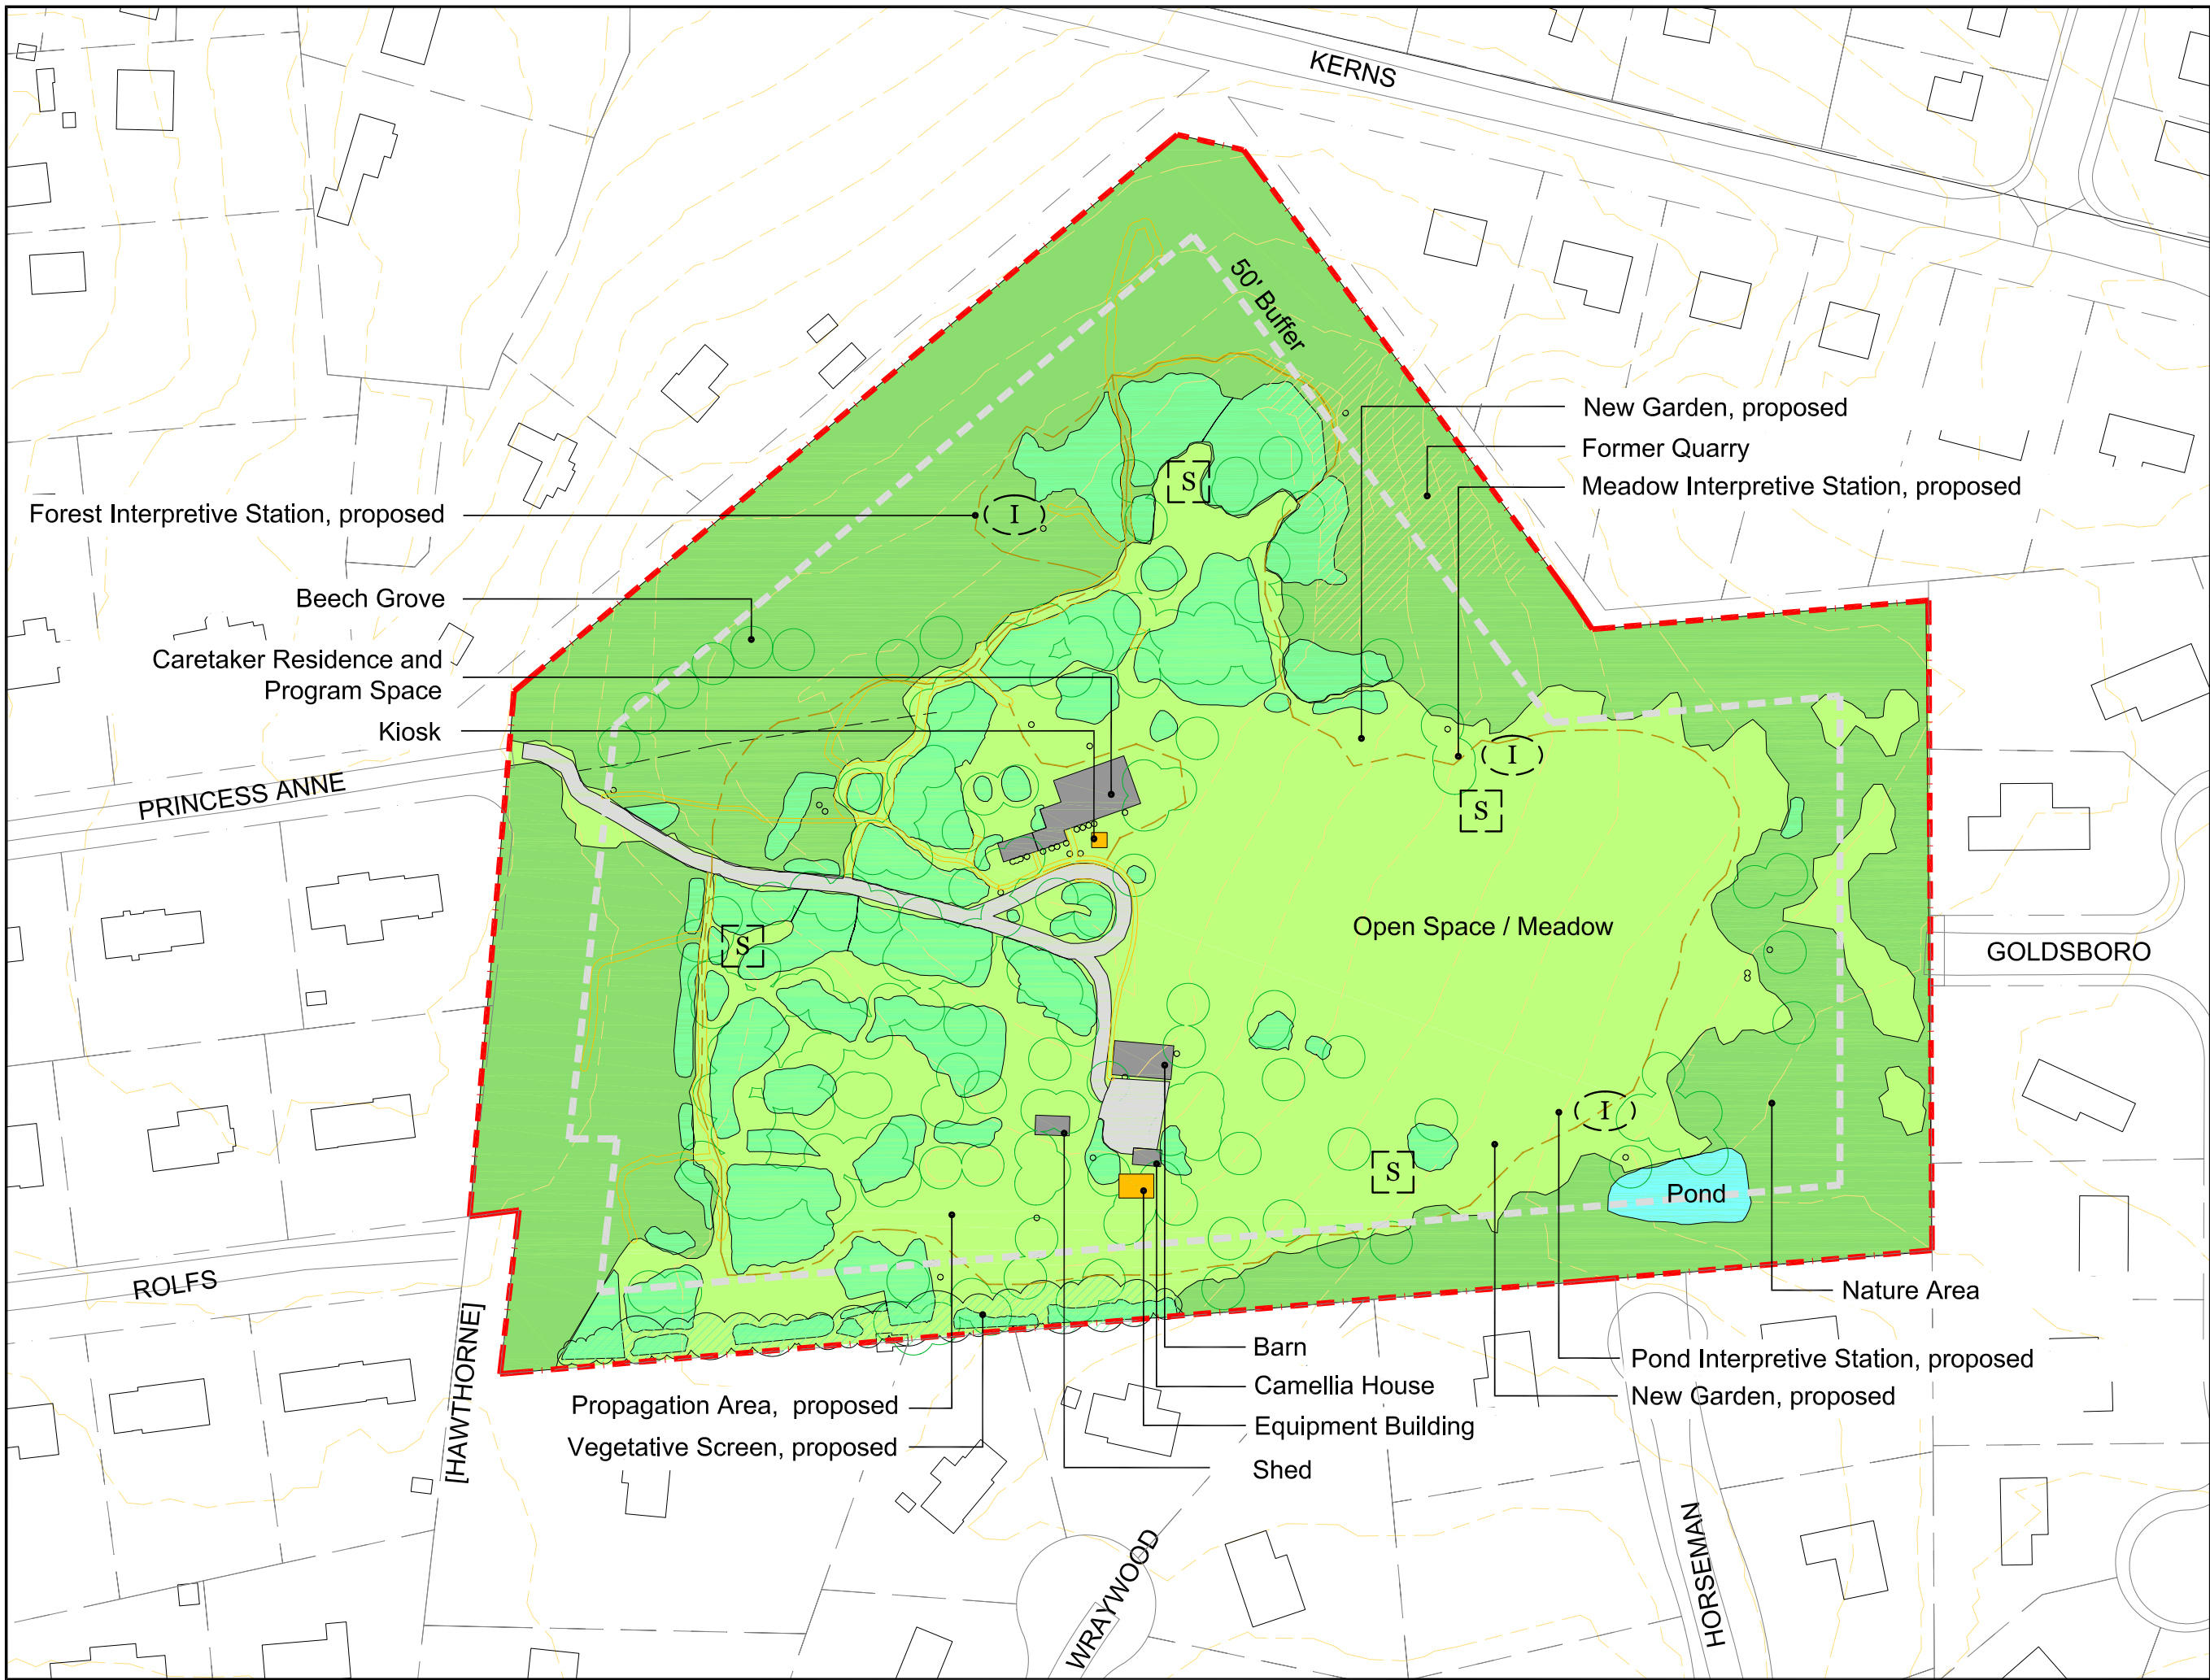 KERNS
50' Buffer
New Garden, proposed
Former Quarry
Meadow Interpretive Station, proposed
S
Forest Interpretive Station, proposed
I
Beech Grove
Caretaker Residence and
Program Space
Kiosk
I
PRINCESS ANNE
S
Open Space / Meadow
S
GOLDSBORO
I
S
Pond
ROLFS
Nature Area
[HAWTHORNE]
Barn
Pond Interpretive Station, proposed
Camellia House
New Garden, proposed
Propagation Area, proposed
Equipment Building
Vegetative Screen, proposed
Shed
WRAYWOOD
HORSEMAN